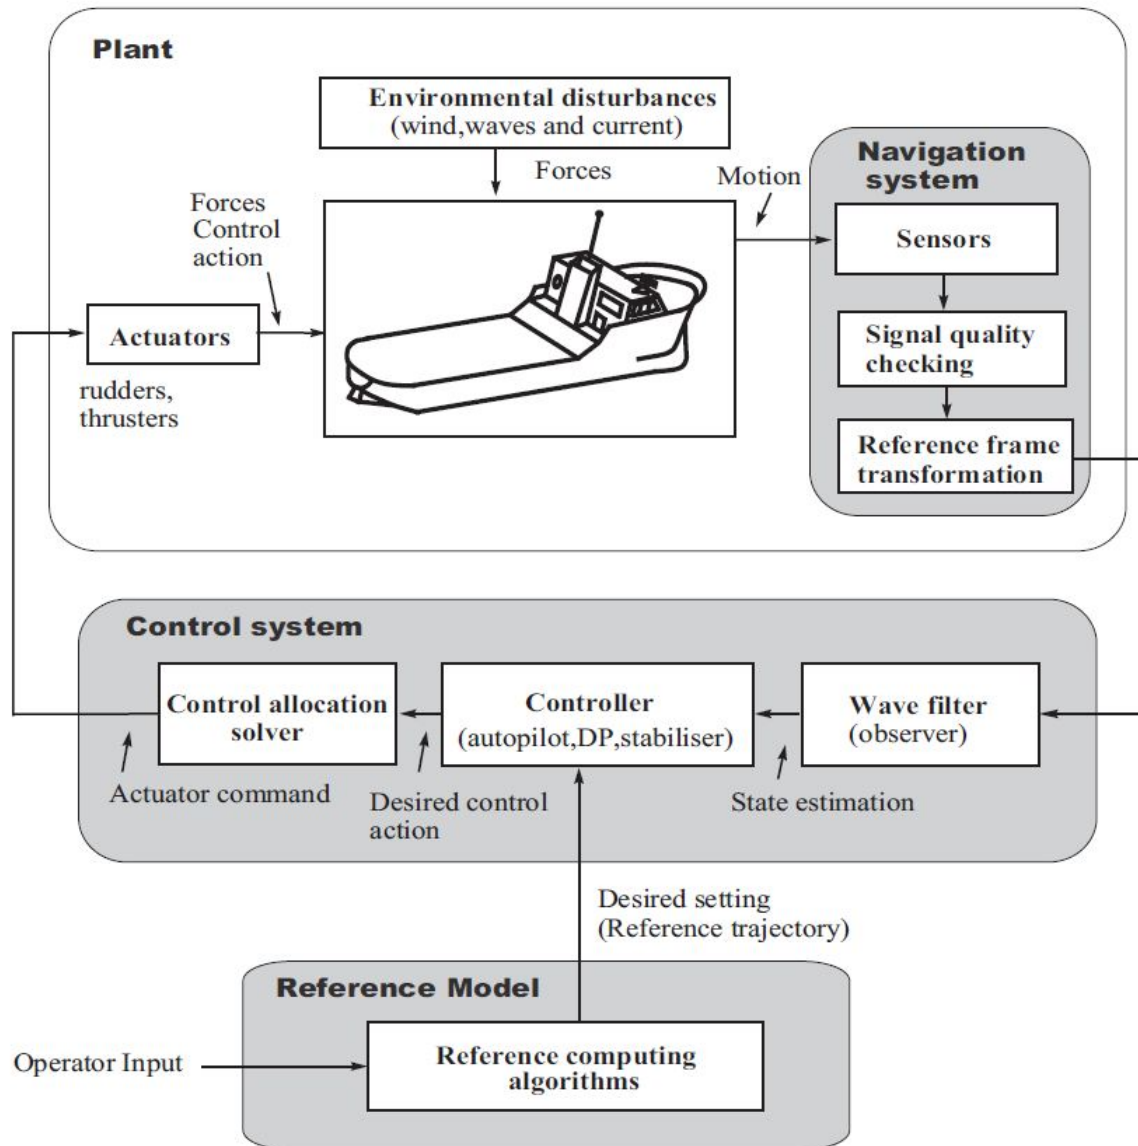 Plant
Environmental disturbances
(wind,waves and current)
Forces
Motion
Navigation
system
Sensors
Signal quality
checking
Reference frame
transformation
Forces
Control
action
Actuators
rudders,
thrusters
Control system
Control allocation
solver
Controller
(autopilot,DP,stabiliser)
Wave filter
(observer)
Actuator command
Desired control
action
State estimation
Desired setting
(Reference trajectory)
Reference Model
Operator Input
Reference computing
algorithms